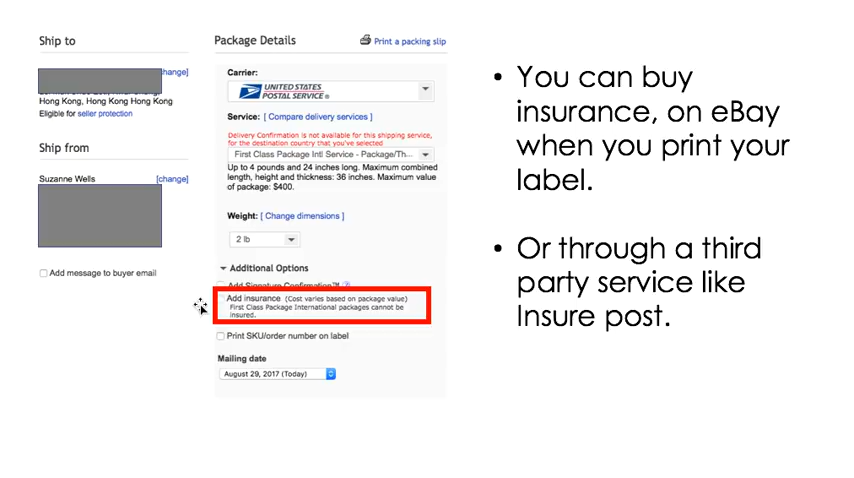 Ship to
hange]
Hong Kong, Hong Kong Hong Kong
Eligible for seller protection
Ship from
Suzanne Wells [change]
Add message to buyer email
Package Details
Print a packing slip
Carrier:
UNITED STATES
POSTAL SERVICE ®
Service: [ Compare delivery services ]
Delivery Confirmation is not available for this shipping service,
for the destination country that you've selected
First Class Package Intl Service - Package/Th...
Up to 4 pounds and 24 inches long. Maximum combined
length, height and thickness: 36 inches. Maximum value
of package: $400.
Weight: [ Change dimensions ]
2 lb
Additional Options
Add Signature Confirmation™
Add insurance (Cost varies based on package value)
First Class Package International packages cannot be
insured.
Print SKU/order number on label
Mailing date
August 29, 2017 (Today)
• You can buy
insurance, on eBay
when you print your
label.
• Or through a third
party service like
Insure post.